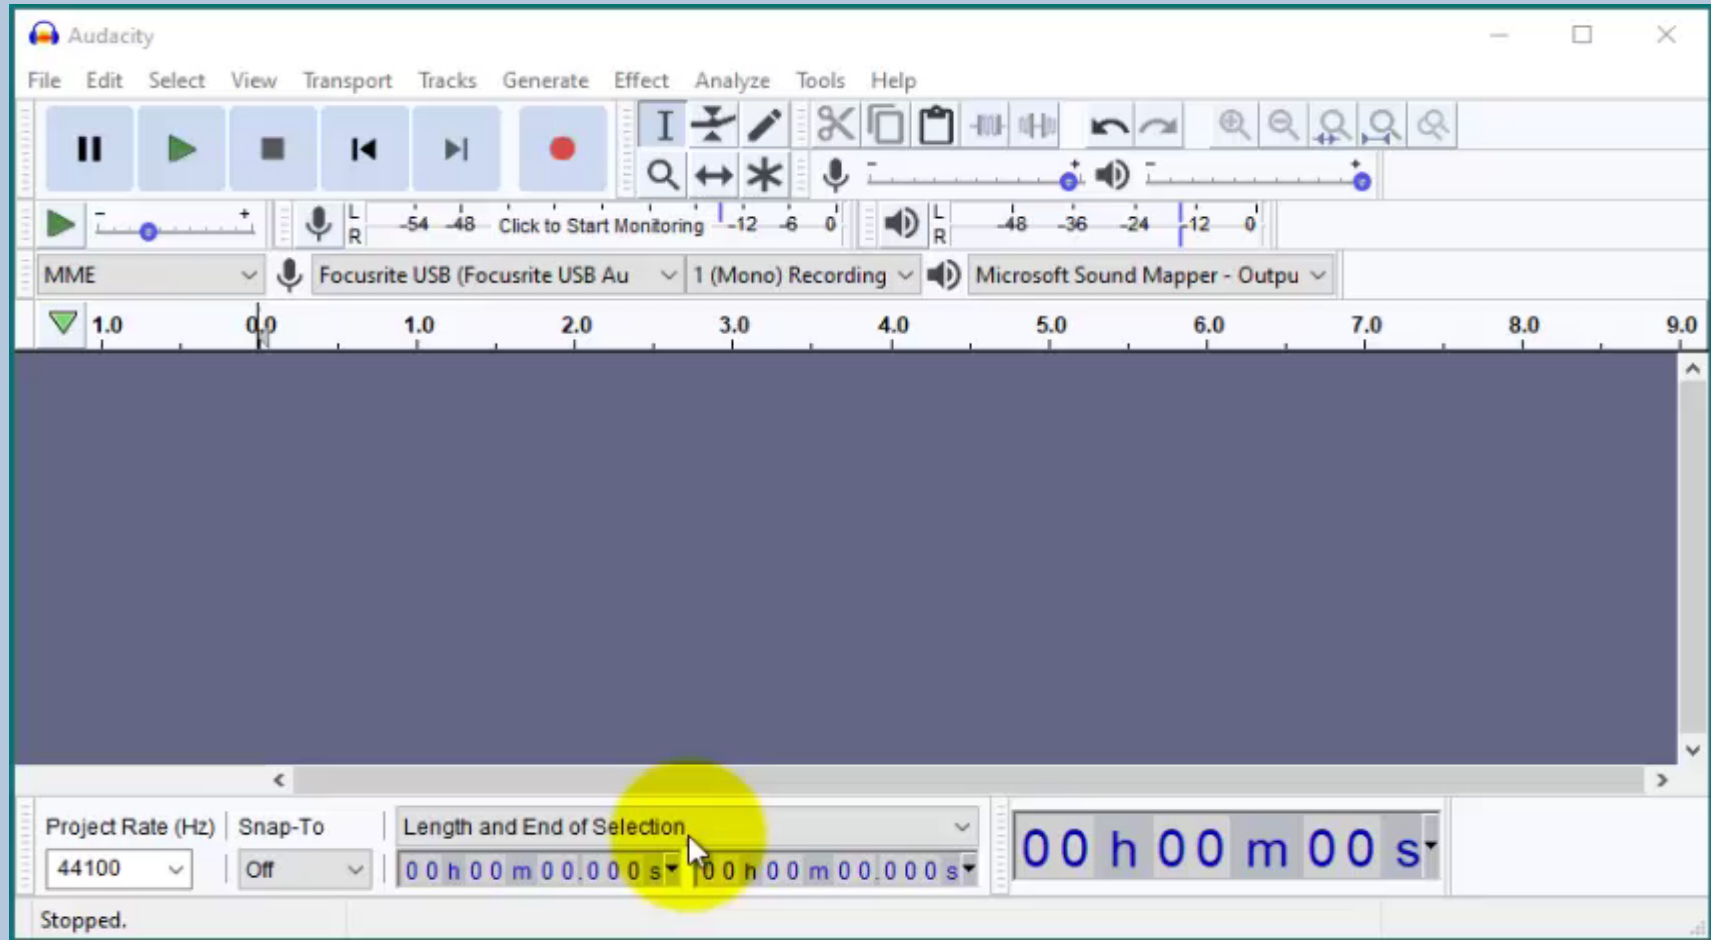 Audacity
File Edit Select View Transport Tracks Generate Effect Analyze Tools Help
- + - +
- + L R -54 -48 Click to Start Monitoring -12 -6 0 L R -48 -36 -24 -12 0
MME Focusrite USB (Focusrite USB Au 1 (Mono) Recording Microsoft Sound Mapper - Outpu
1.0 0.0 1.0 2.0 3.0 4.0 5.0 6.0 7.0 8.0 9.0
Project Rate (Hz) Snap-To Length and End of Selection
44100 Off 00 h 00 m 00.000 s 00 h 00 m 00.000 s 00 h 00 m 00 s
Stopped.